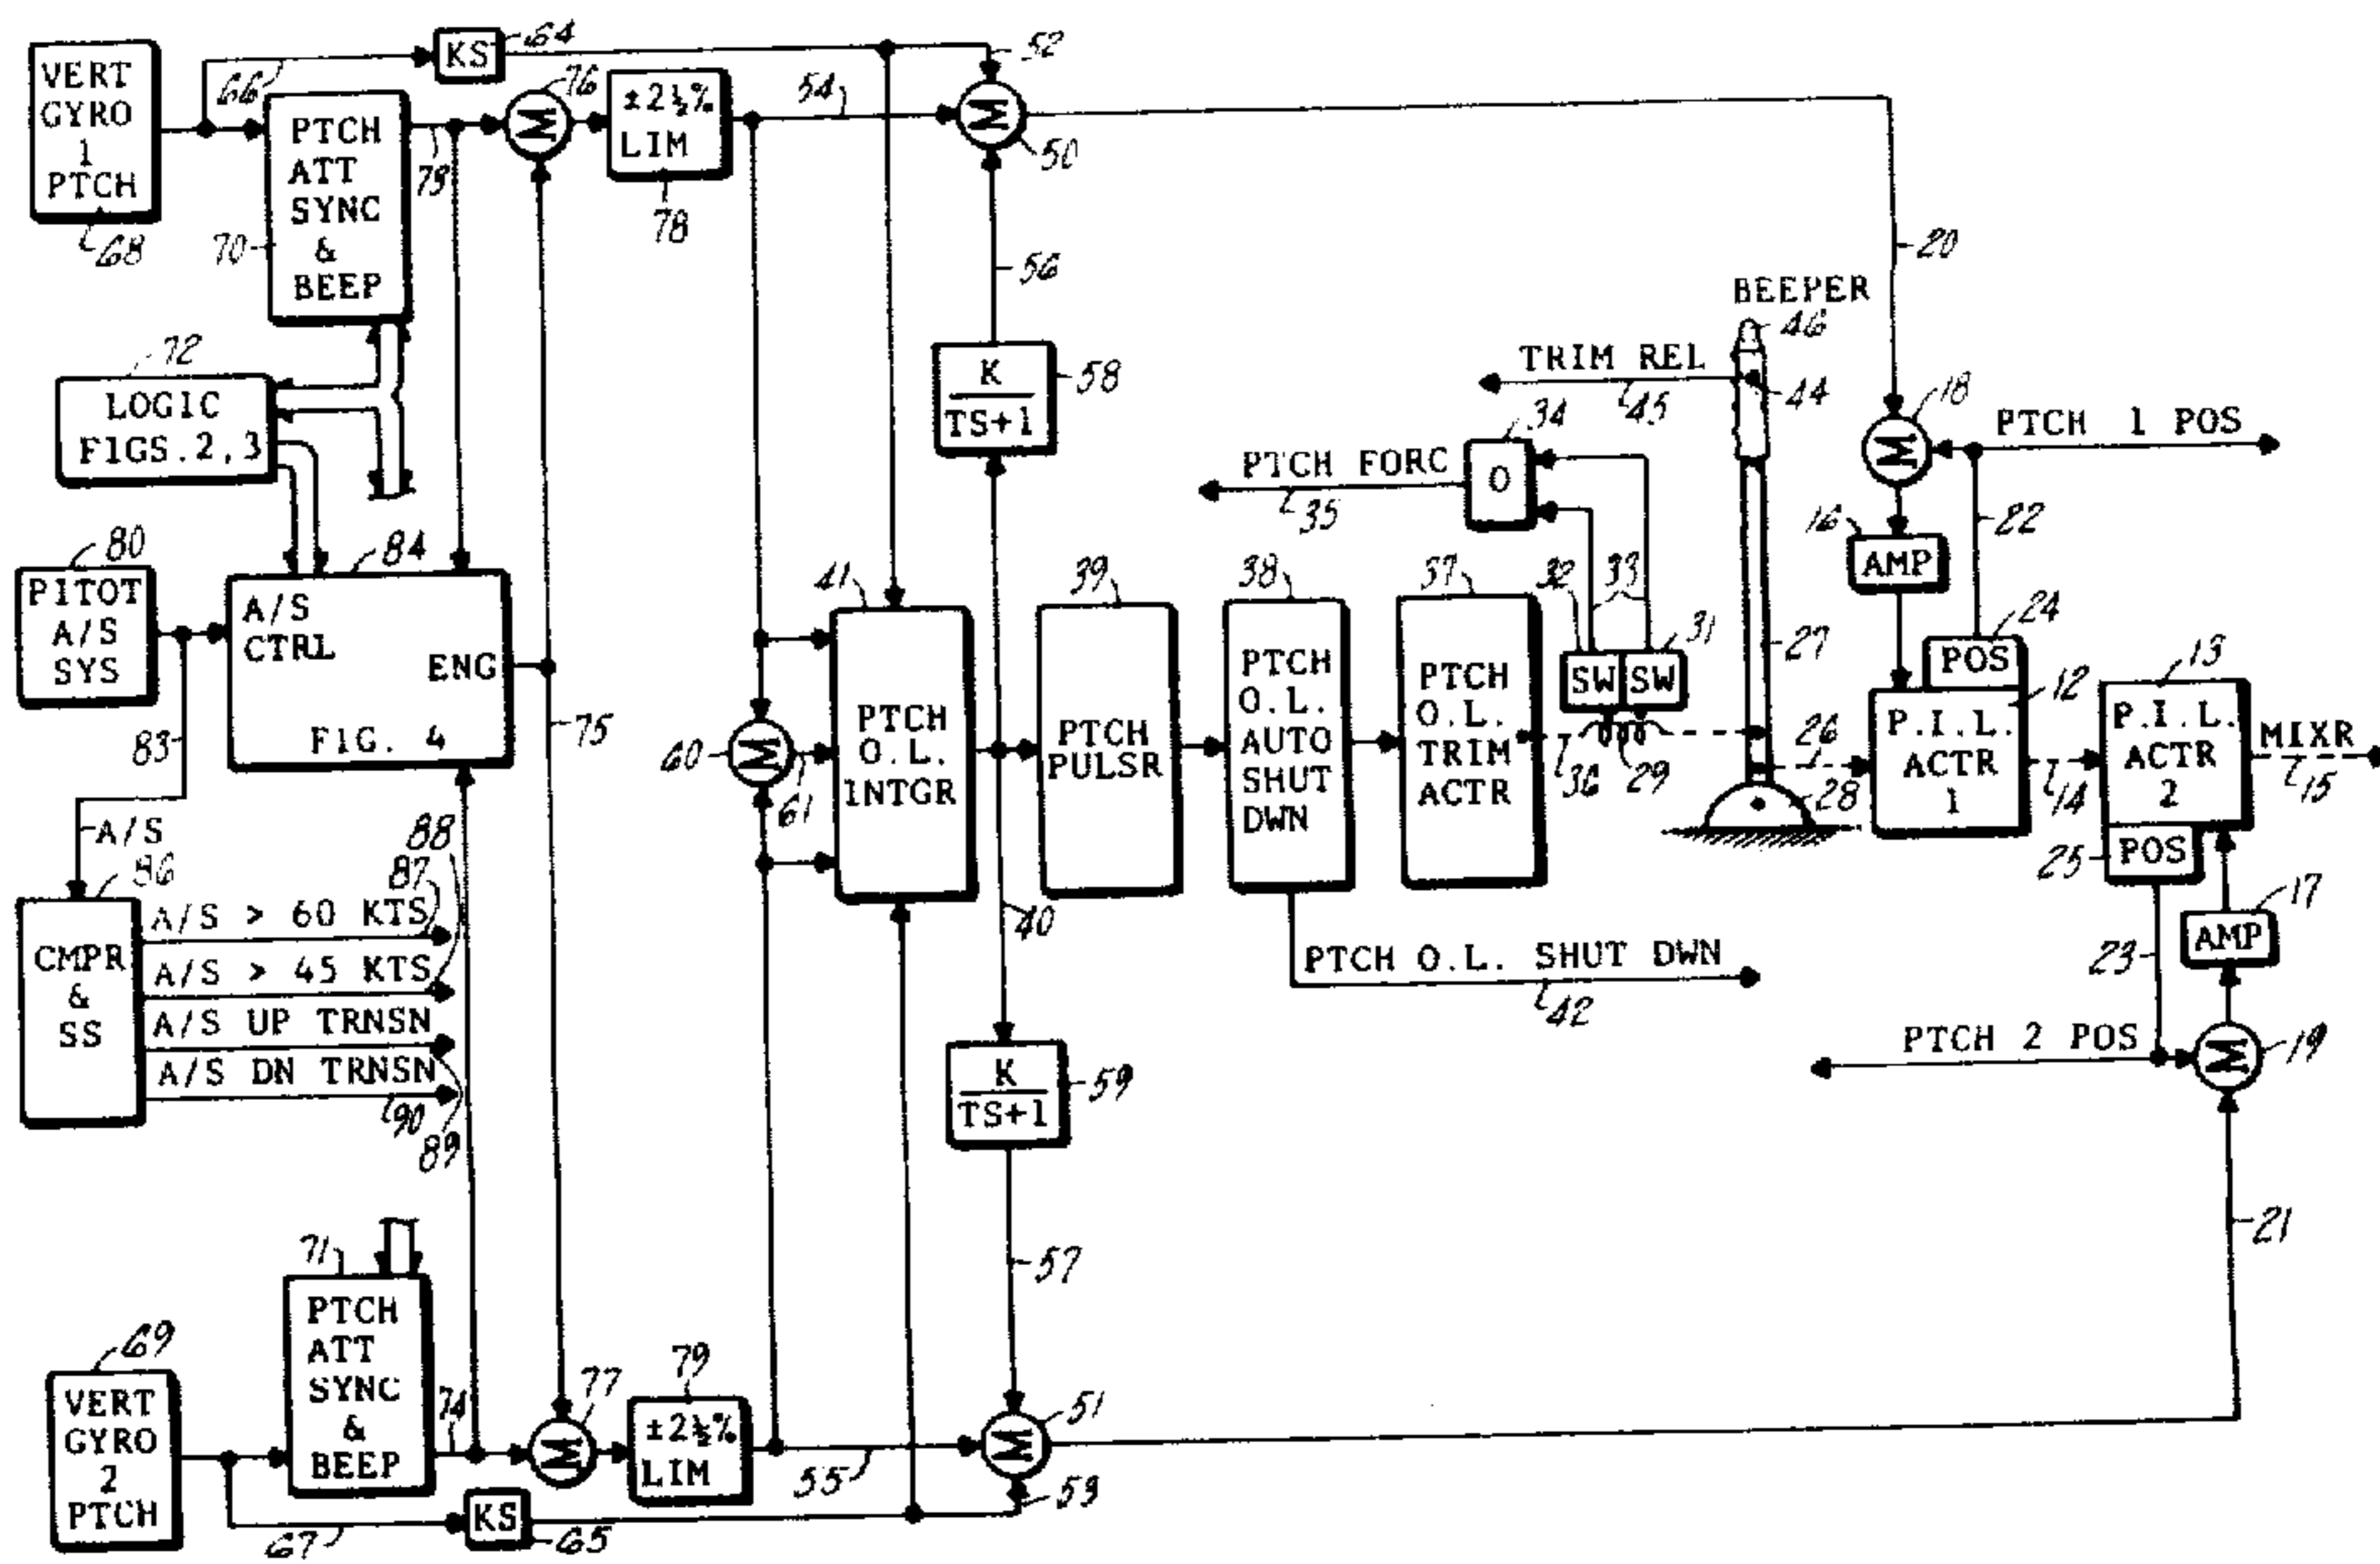 VERT
GYRO
1
PTCH
68
66
KS
64
PTCH
ATT
SYNC
&
BEEP
70
73
76
Σ
±2½%
LIM
78
54
52
Σ
50
56
K
TS+1
58
20
72
LOGIC
FIGS. 2, 3
BEEPER
46
TRIM REL
45
44
34
O
PTCH FORC
35
18
Σ
PTCH 1 POS
16
AMP
22
80
PITOT
A/S
SYS
83
84
A/S
CTRL
ENG
FIG. 4
75
60
Σ
61
41
PTCH
O.L.
INTGR
39
PTCH
PULSR
38
PTCH
O.L.
AUTO
SHUT
DWN
37
PTCH
O.L.
TRIM
ACTR
32
33
31
SW
SW
36
29
27
26
28
24
POS
12
P.I.L.
ACTR
1
14
13
P.I.L.
ACTR
2
MIXR
15
25
POS
17
AMP
23
A/S
86
CMPR
&
SS
A/S > 60 KTS
87
88
A/S > 45 KTS
A/S UP TRNSN
A/S DN TRNSN
90
89
40
PTCH O.L. SHUT DWN
42
PTCH 2 POS
Σ
19
K
TS+1
59
57
21
71
PTCH
ATT
SYNC
&
BEEP
69
VERT
GYRO
2
PTCH
74
77
Σ
79
±2½%
LIM
55
Σ
51
53
67
KS
65